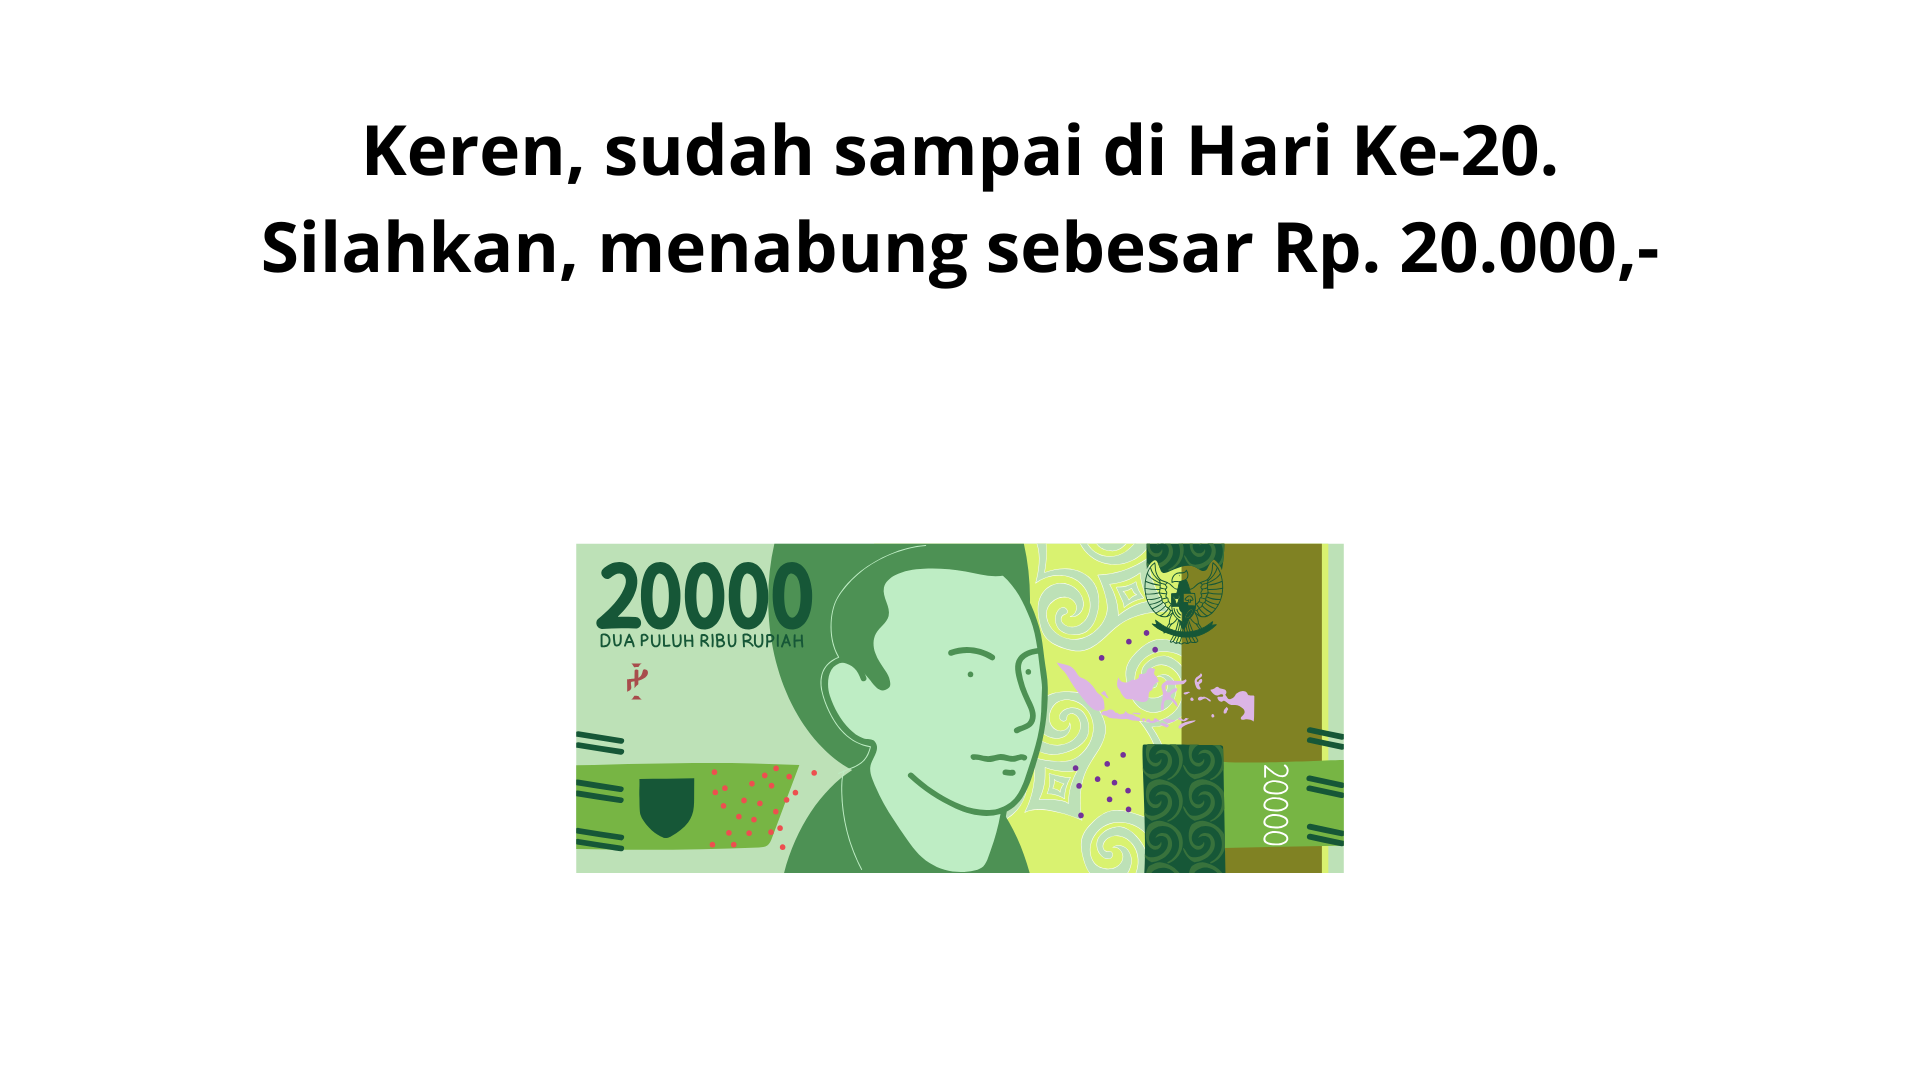 Keren, sudah sampai di Hari Ke-20.
Silahkan, menabung sebesar Rp. 20.000,-
20000
DUA PULUH RIBU RUPIAH
20000